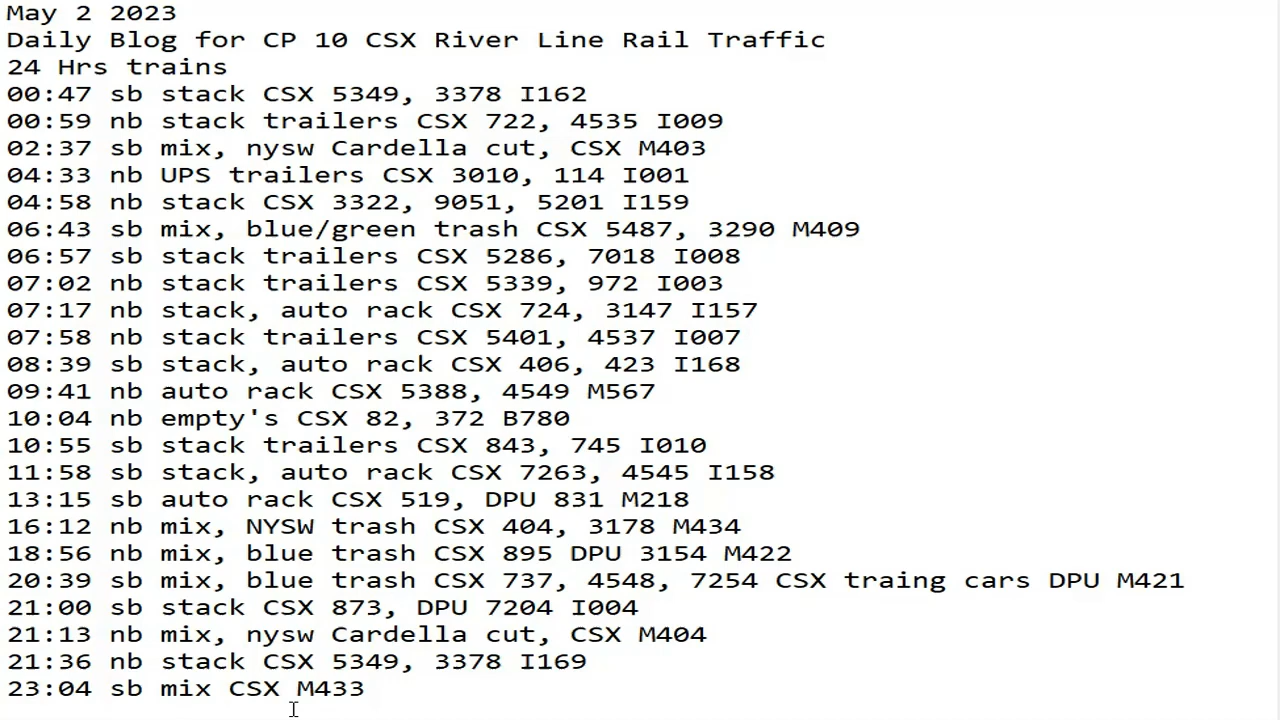 May 2 2023
Daily Blog for CP 10 CSX River Line Rail Traffic
24 Hrs trains
00:47 sb stack CSX 5349, 3378 I162
00:59 nb stack trailers CSX 722, 4535 I009
02:37 sb mix, nysw Cardella cut, CSX M403
04:33 nb UPS trailers CSX 3010, 114 I001
04:58 nb stack CSX 3322, 9051, 5201 I159
06:43 sb mix, blue/green trash CSX 5487, 3290 M409
06:57 sb stack trailers CSX 5286, 7018 I008
07:02 nb stack trailers CSX 5339, 972 I003
07:17 nb stack, auto rack CSX 724, 3147 I157
07:58 nb stack trailers CSX 5401, 4537 I007
08:39 sb stack, auto rack CSX 406, 423 I168
09:41 nb auto rack CSX 5388, 4549 M567
10:04 nb empty's CSX 82, 372 B780
10:55 sb stack trailers CSX 843, 745 I010
11:58 sb stack, auto rack CSX 7263, 4545 I158
13:15 sb auto rack CSX 519, DPU 831 M218
16:12 nb mix, NYSW trash CSX 404, 3178 M434
18:56 nb mix, blue trash CSX 895 DPU 3154 M422
20:39 sb mix, blue trash CSX 737, 4548, 7254 CSX traing cars DPU M421
21:00 sb stack CSX 873, DPU 7204 I004
21:13 nb mix, nysw Cardella cut, CSX M404
21:36 nb stack CSX 5349, 3378 I169
23:04 sb mix CSX M433